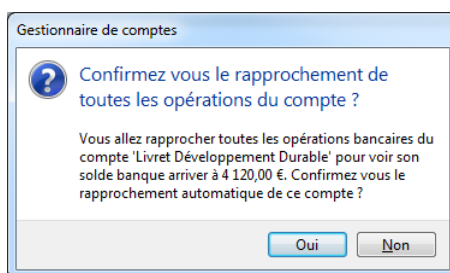 Gestionnaire de comptes
Confirmez vous le rapprochement de
toutes les opérations du compte ?
Vous allez rapprocher toutes les opérations bancaires du
compte 'Livret Développement Durable' pour voir son
solde banque arriver à 4 120,00 €. Confirmez vous le
rapprochement automatique de ce compte ?
Oui
Non